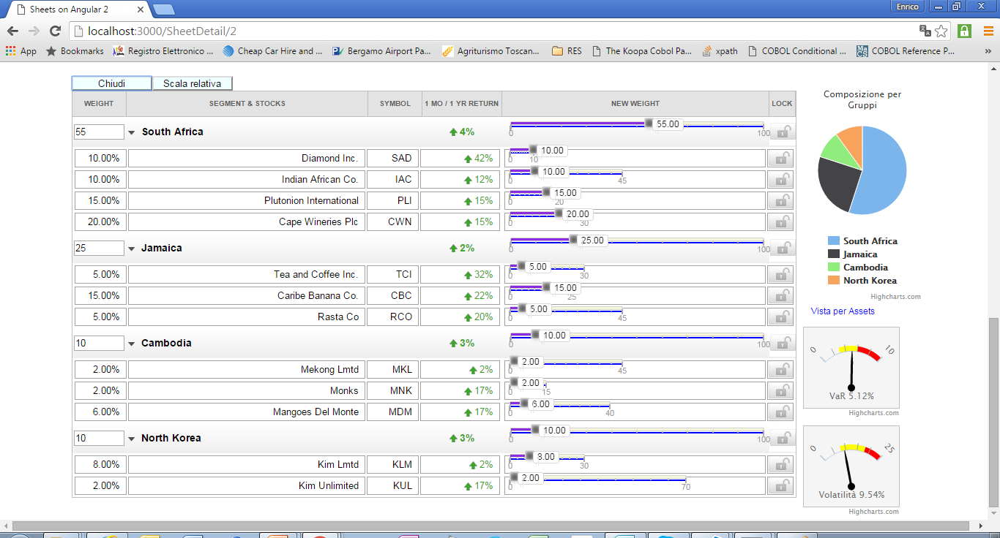 Sheets on Angular 2
Enrico
localhost:3000/SheetDetail/2
App Bookmarks Registro Elettronico ... Cheap Car Hire and ... Bergamo Airport Pa... Agriturismo Toscan... RES The Koopa Cobol Pa... xpath COBOL Conditional ... MaCS COBOL Reference P... »
Chiudi Scala relativa
WEIGHT SEGMENT & STOCKS SYMBOL 1 MO / 1 YR RETURN NEW WEIGHT LOCK
55 South Africa 4% 55.00 0 100
10.00% Diamond Inc. SAD 42% 10.00 0 10
10.00% Indian African Co. IAC 12% 10.00 0 45
15.00% Plutonion International PLI 15% 15.00 0 20
20.00% Cape Wineries Plc CWN 15% 20.00 0 30
25 Jamaica 2% 25.00 0 100
5.00% Tea and Coffee Inc. TCI 32% 5.00 0 30
15.00% Caribe Banana Co. CBC 22% 15.00 0 25
5.00% Rasta Co RCO 20% 5.00 0 45
10 Cambodia 3% 10.00 0 100
2.00% Mekong Lmtd MKL 2% 2.00 0 45
2.00% Monks MNK 17% 2.00 0 15
6.00% Mangoes Del Monte MDM 17% 6.00 0 40
10 North Korea 3% 10.00 0 100
8.00% Kim Lmtd KLM 2% 8.00 0 30
2.00% Kim Unlimited KUL 17% 2.00 0 70
Composizione per
Gruppi
South Africa
Jamaica
Cambodia
North Korea
Highcharts.com
Vista per Assets
0 10
VaR 5.12%
Highcharts.com
0 25
Volatilità 9.54%
Highcharts.com